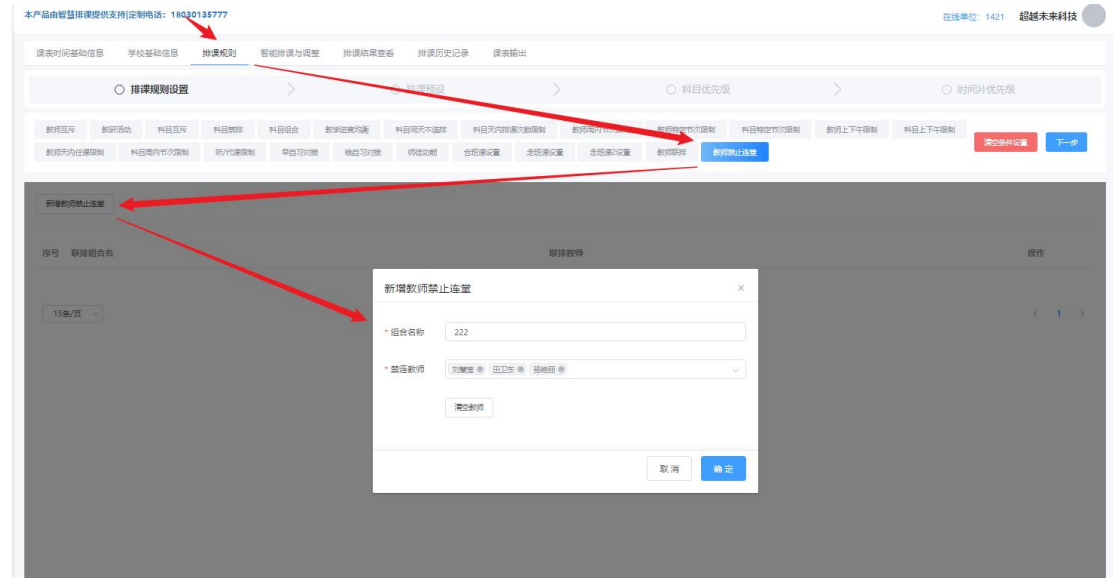 本产品由智慧排课提供支持|定制电话：18030135777
在线单位：1421 超越未来科技
课表时间基础信息 学校基础信息 排课规则 智能排课与调整 排课结果查看 排课历史记录 课表输出
排课规则设置 排课预设 科目优先级 时间片优先级
教师互斥 教研活动 科目互斥 科目禁排 科目组合 教学进度均衡 科目同天不连排 科目天内排课次数限制 教师周内节次限制 教师特定节次限制 科目特定节次限制 教师上下午限制 科目上下午限制
教师天内任课限制 科目周内节次限制 听/代课限制 早自习对接 晚自习对接 师徒功能 合班课设置 走班课设置 走班课2设置 教师联排 教师禁止连堂
清空条件设置 下一步
新增教师禁止连堂
序号 联排组合名 联排教师 操作
15条/页
1
新增教师禁止连堂
* 组合名称 222
* 禁连教师 刘慧莹 田卫东 褚艳丽
清空教师
取消 确定